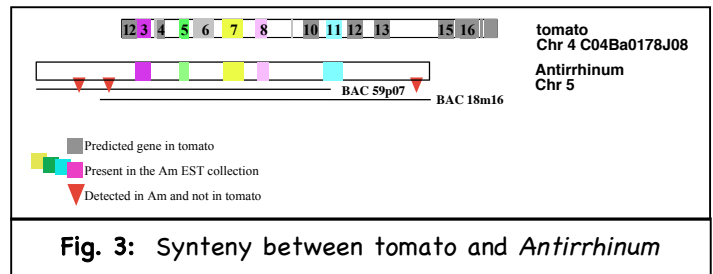 12 3 4 5 6 7 8 10 11 12 13 15 16
tomato
Chr 4 C04Ba0178J08
Antirrhinum
Chr 5
BAC 59p07
BAC 18m16
Predicted gene in tomato
Present in the Am EST collection
Detected in Am and not in tomato
Fig. 3: Synteny between tomato and Antirrhinum